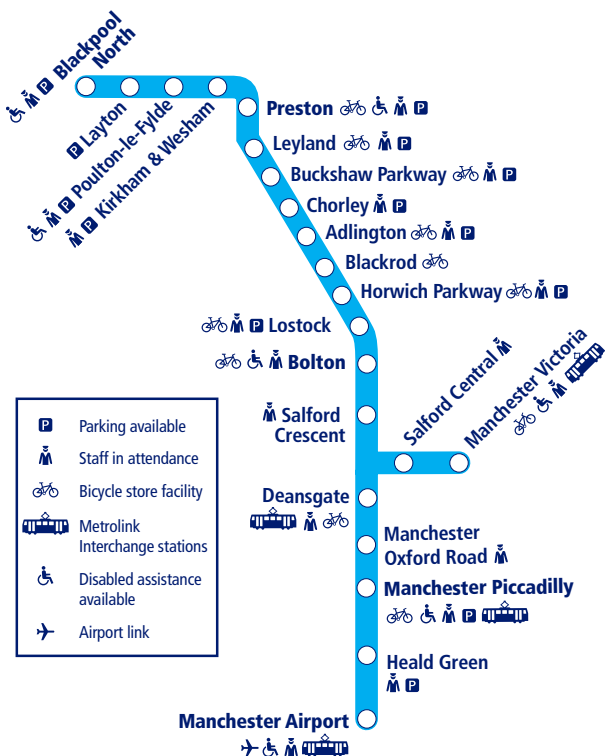 Blackpool
North
P Layton
P Poulton-le-Fylde
P Kirkham & Wesham
Preston P
Leyland P
Buckshaw Parkway P
Chorley P
Adlington P
Blackrod
Horwich Parkway P
P Lostock
Bolton
Salford
Crescent
Salford Central
Manchester Victoria
Deansgate
Manchester
Oxford Road
Manchester Piccadilly
P
Heald Green
P
Manchester Airport
P Parking available
Staff in attendance
Bicycle store facility
Metrolink
Interchange stations
Disabled assistance
available
Airport link